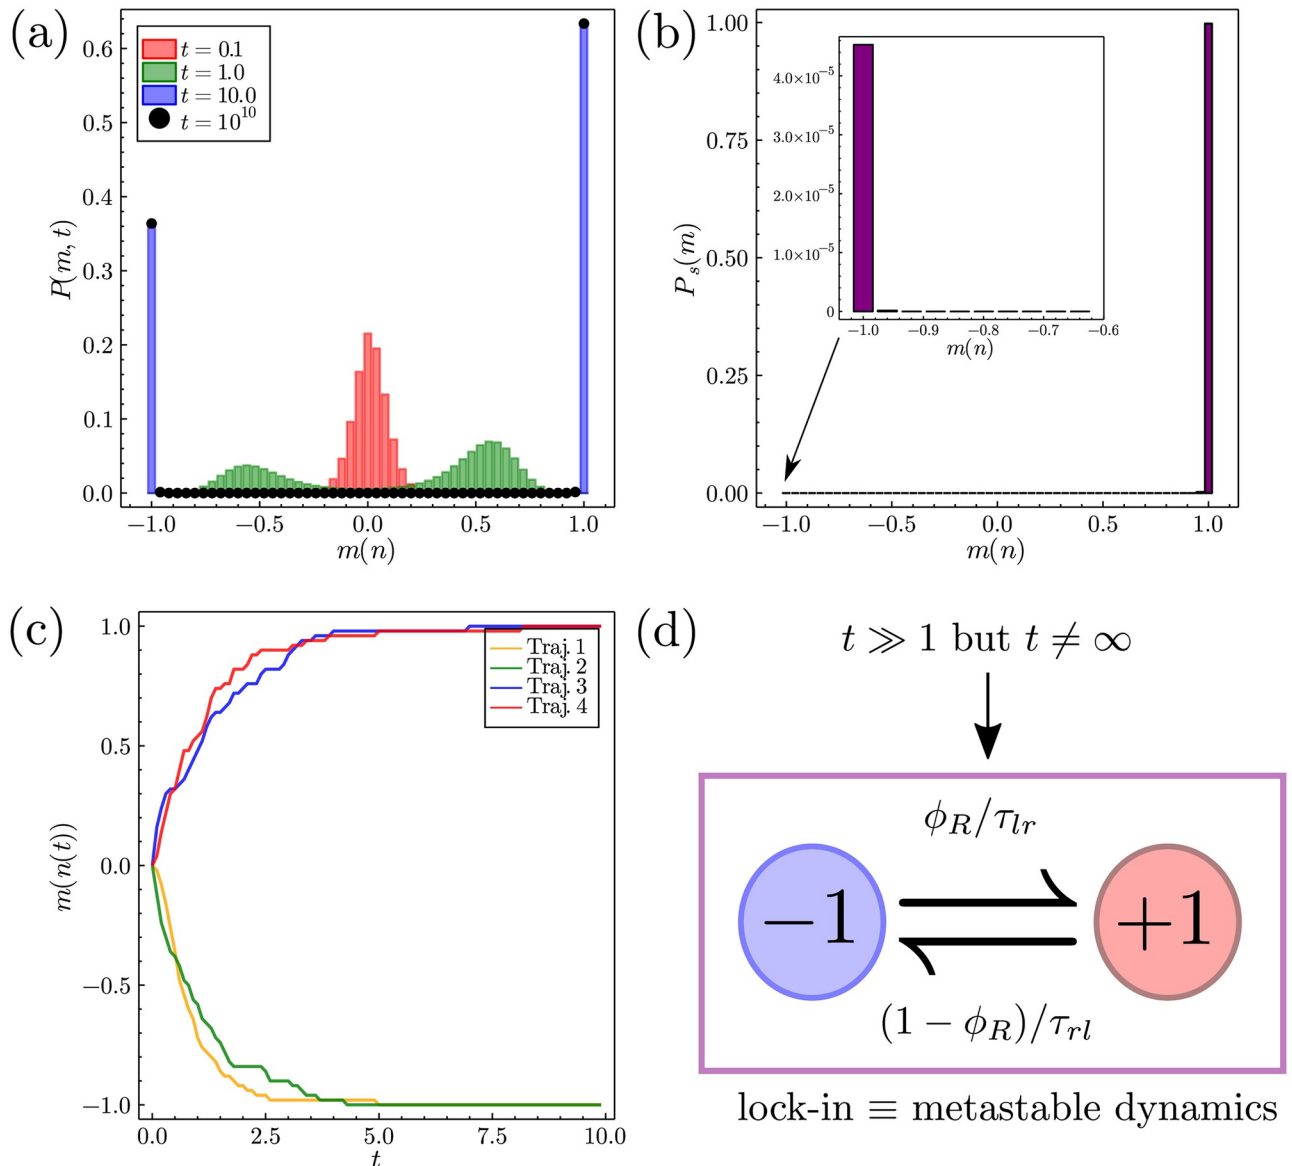 (a)
0.6
0.5
0.4
0.3
0.2
0.1
0.0
P(m, t)
t = 0.1
t = 1.0
t = 10.0
t = 10¹⁰
−1.0 −0.5 0.0 0.5 1.0
m(n)
(b)
1.00
0.75
0.50
0.25
0.00
Pₛ(m)
4.0×10⁻⁵
3.0×10⁻⁵
2.0×10⁻⁵
1.0×10⁻⁵
0
−1.0 −0.9 −0.8 −0.7 −0.6
m(n)
−1.0 −0.5 0.0 0.5 1.0
m(n)
(c)
1.0
0.5
0.0
−0.5
−1.0
m(n(t))
Traj. 1
Traj. 2
Traj. 3
Traj. 4
0.0 2.5 5.0 7.5 10.0
t
(d)
t ≫ 1 but t ≠ ∞
ϕ_R/τ_lr
−1 +1
(1 − ϕ_R)/τ_rl
lock-in ≡ metastable dynamics